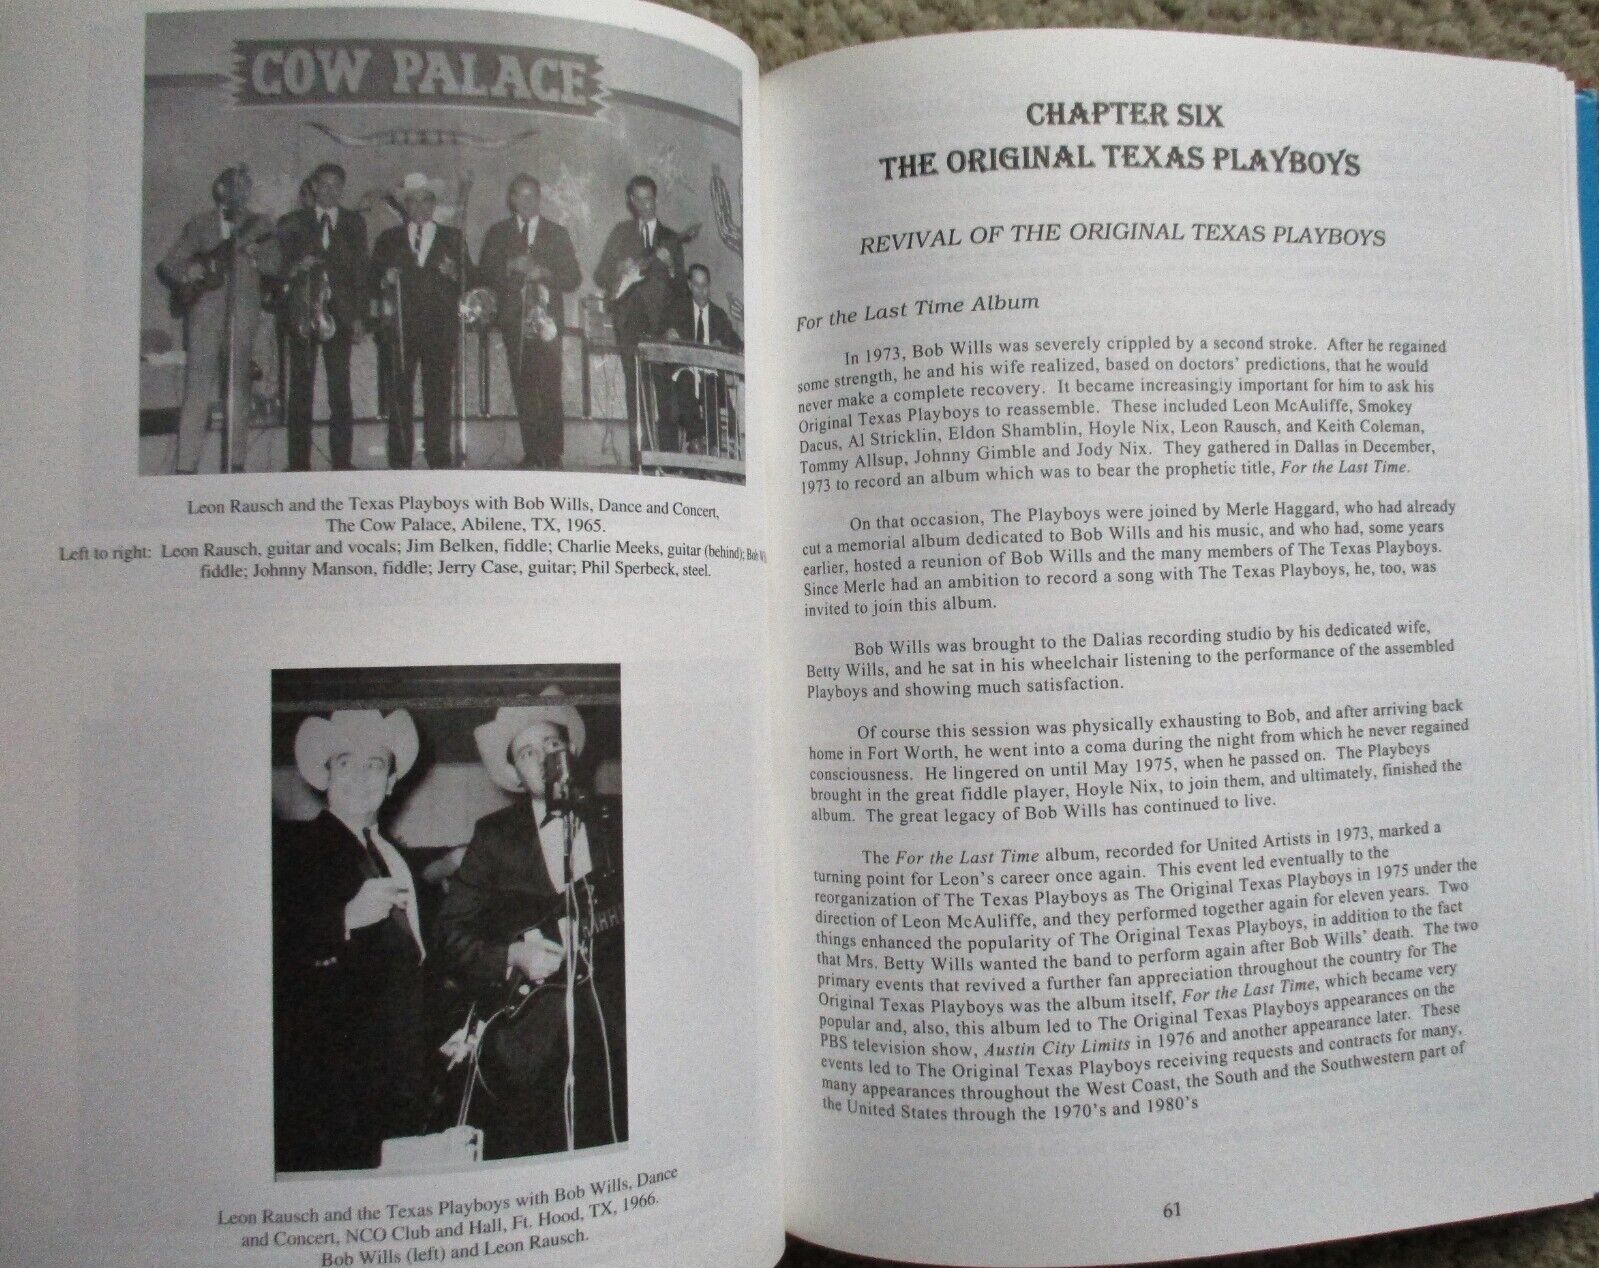 COW PALACE
Leon Rausch and the Texas Playboys with Bob Wills, Dance and Concert,
The Cow Palace, Abilene, TX, 1965.
Left to right: Leon Rausch, guitar and vocals; Jim Belken, fiddle; Charlie Meeks, guitar (behind); Bob
fiddle; Johnny Manson, fiddle; Jerry Case, guitar; Phil Sperbeck, steel.
Leon Rausch and the Texas Playboys with Bob Wills, Dance
and Concert, NCO Club and Hall, Ft. Hood, TX, 1966.
Bob Wills (left) and Leon Rausch.
CHAPTER SIX
THE ORIGINAL TEXAS PLAYBOYS
REVIVAL OF THE ORIGINAL TEXAS PLAYBOYS
For the Last Time Album
In 1973, Bob Wills was severely crippled by a second stroke. After he regained
some strength, he and his wife realized, based on doctors' predictions, that he would
never make a complete recovery. It became increasingly important for him to ask his
Original Texas Playboys to reassemble. These included Leon McAuliffe, Smokey
Dacus, Al Stricklin, Eldon Shamblin, Hoyle Nix, Leon Rausch, and Keith Coleman,
Tommy Allsup, Johnny Gimble and Jody Nix. They gathered in Dallas in December,
1973 to record an album which was to bear the prophetic title, For the Last Time.
On that occasion, The Playboys were joined by Merle Haggard, who had already
cut a memorial album dedicated to Bob Wills and his music, and who had, some years
earlier, hosted a reunion of Bob Wills and the many members of The Texas Playboys.
Since Merle had an ambition to record a song with The Texas Playboys, he, too, was
invited to join this album.
Bob Wills was brought to the Dallas recording studio by his dedicated wife,
Betty Wills, and he sat in his wheelchair listening to the performance of the assembled
Playboys and showing much satisfaction.
Of course this session was physically exhausting to Bob, and after arriving back
home in Fort Worth, he went into a coma during the night from which he never regained
consciousness. He lingered on until May 1975, when he passed on. The Playboys
brought in the great fiddle player, Hoyle Nix, to join them, and ultimately, finished the
album. The great legacy of Bob Wills has continued to live.
The For the Last Time album, recorded for United Artists in 1973, marked a
turning point for Leon's career once again. This event led eventually to the
reorganization of The Texas Playboys as The Original Texas Playboys in 1975 under the
direction of Leon McAuliffe, and they performed together again for eleven years. Two
things enhanced the popularity of The Original Texas Playboys, in addition to the fact
that Mrs. Betty Wills wanted the band to perform again after Bob Wills' death. The two
primary events that revived a further fan appreciation throughout the country for The
Original Texas Playboys was the album itself, For the Last Time, which became very
popular and, also, this album led to The Original Texas Playboys appearances on the
PBS television show, Austin City Limits in 1976 and another appearance later. These
events led to The Original Texas Playboys receiving requests and contracts for many,
many appearances throughout the West Coast, the South and the Southwestern part of
the United States through the 1970's and 1980's
61